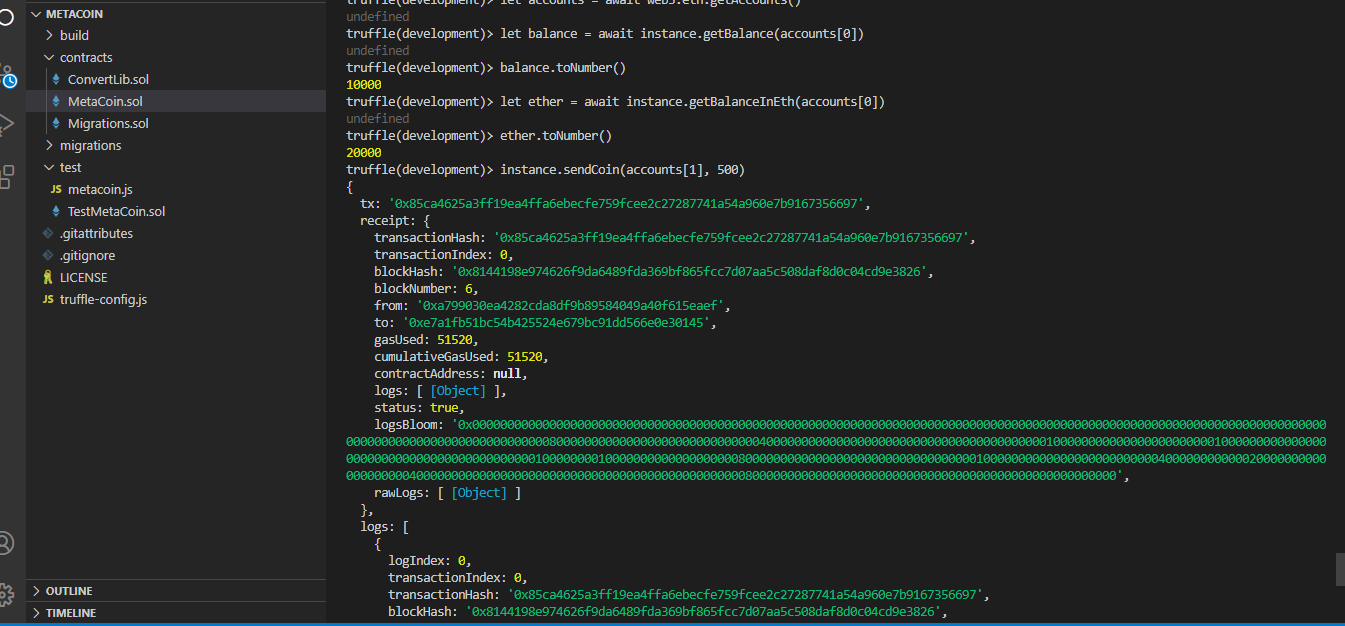 METACOIN
build
contracts
ConvertLib.sol
MetaCoin.sol
Migrations.sol
migrations
test
JS metacoin.js
TestMetaCoin.sol
.gitattributes
.gitignore
LICENSE
JS truffle-config.js
OUTLINE
TIMELINE
truffle(development)> let accounts = await web3.eth.getAccounts()
undefined
truffle(development)> let balance = await instance.getBalance(accounts[0])
undefined
truffle(development)> balance.toNumber()
10000
truffle(development)> let ether = await instance.getBalanceInEth(accounts[0])
undefined
truffle(development)> ether.toNumber()
20000
truffle(development)> instance.sendCoin(accounts[1], 500)
{
tx: '0x85ca4625a3ff19ea4ffa6ebecfe759fcee2c27287741a54a960e7b9167356697',
receipt: {
transactionHash: '0x85ca4625a3ff19ea4ffa6ebecfe759fcee2c27287741a54a960e7b9167356697',
transactionIndex: 0,
blockHash: '0x8144198e974626f9da6489fda369bf865fcc7d07aa5c508daf8d0c04cd9e3826',
blockNumber: 6,
from: '0xa799030ea4282cda8df9b89584049a40f615eaef',
to: '0xe7a1fb51bc54b425524e679bc91dd566e0e30145',
gasUsed: 51520,
cumulativeGasUsed: 51520,
contractAddress: null,
logs: [ [Object] ],
status: true,
logsBloom:
rawLogs: [ [Object] ]
},
logs: [
{
logIndex: 0,
transactionIndex: 0,
transactionHash: '0x85ca4625a3ff19ea4ffa6ebecfe759fcee2c27287741a54a960e7b9167356697',
blockHash: '0x8144198e974626f9da6489fda369bf865fcc7d07aa5c508daf8d0c04cd9e3826',